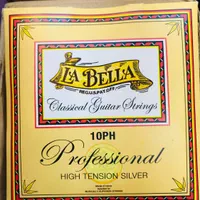 LA BELLA
REG.U.S.PAT.OFF.
Classical Guitar Strings
10PH
Professional
HIGH TENSION SILVER